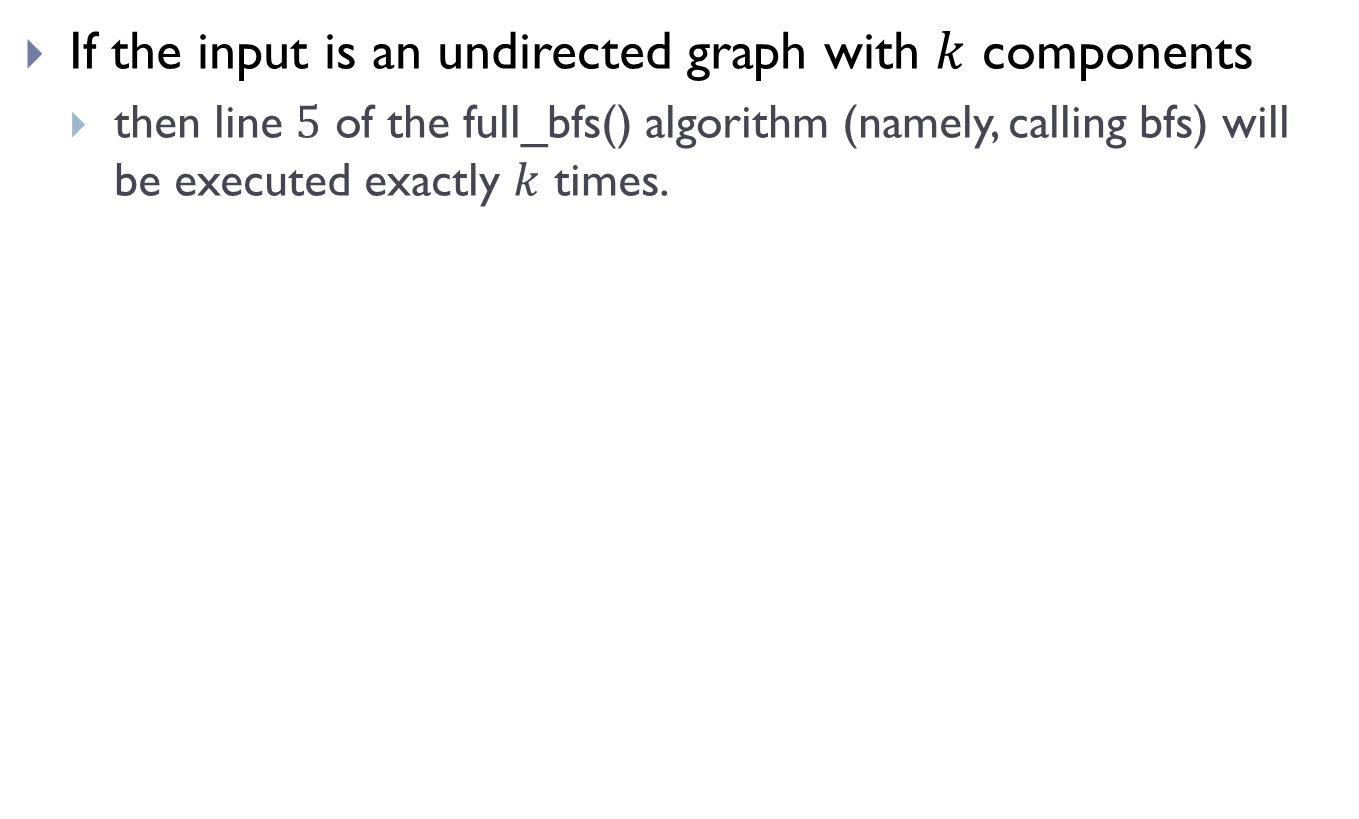 If the input is an undirected graph with k components
then line 5 of the full_bfs() algorithm (namely, calling bfs) will
be executed exactly k times.